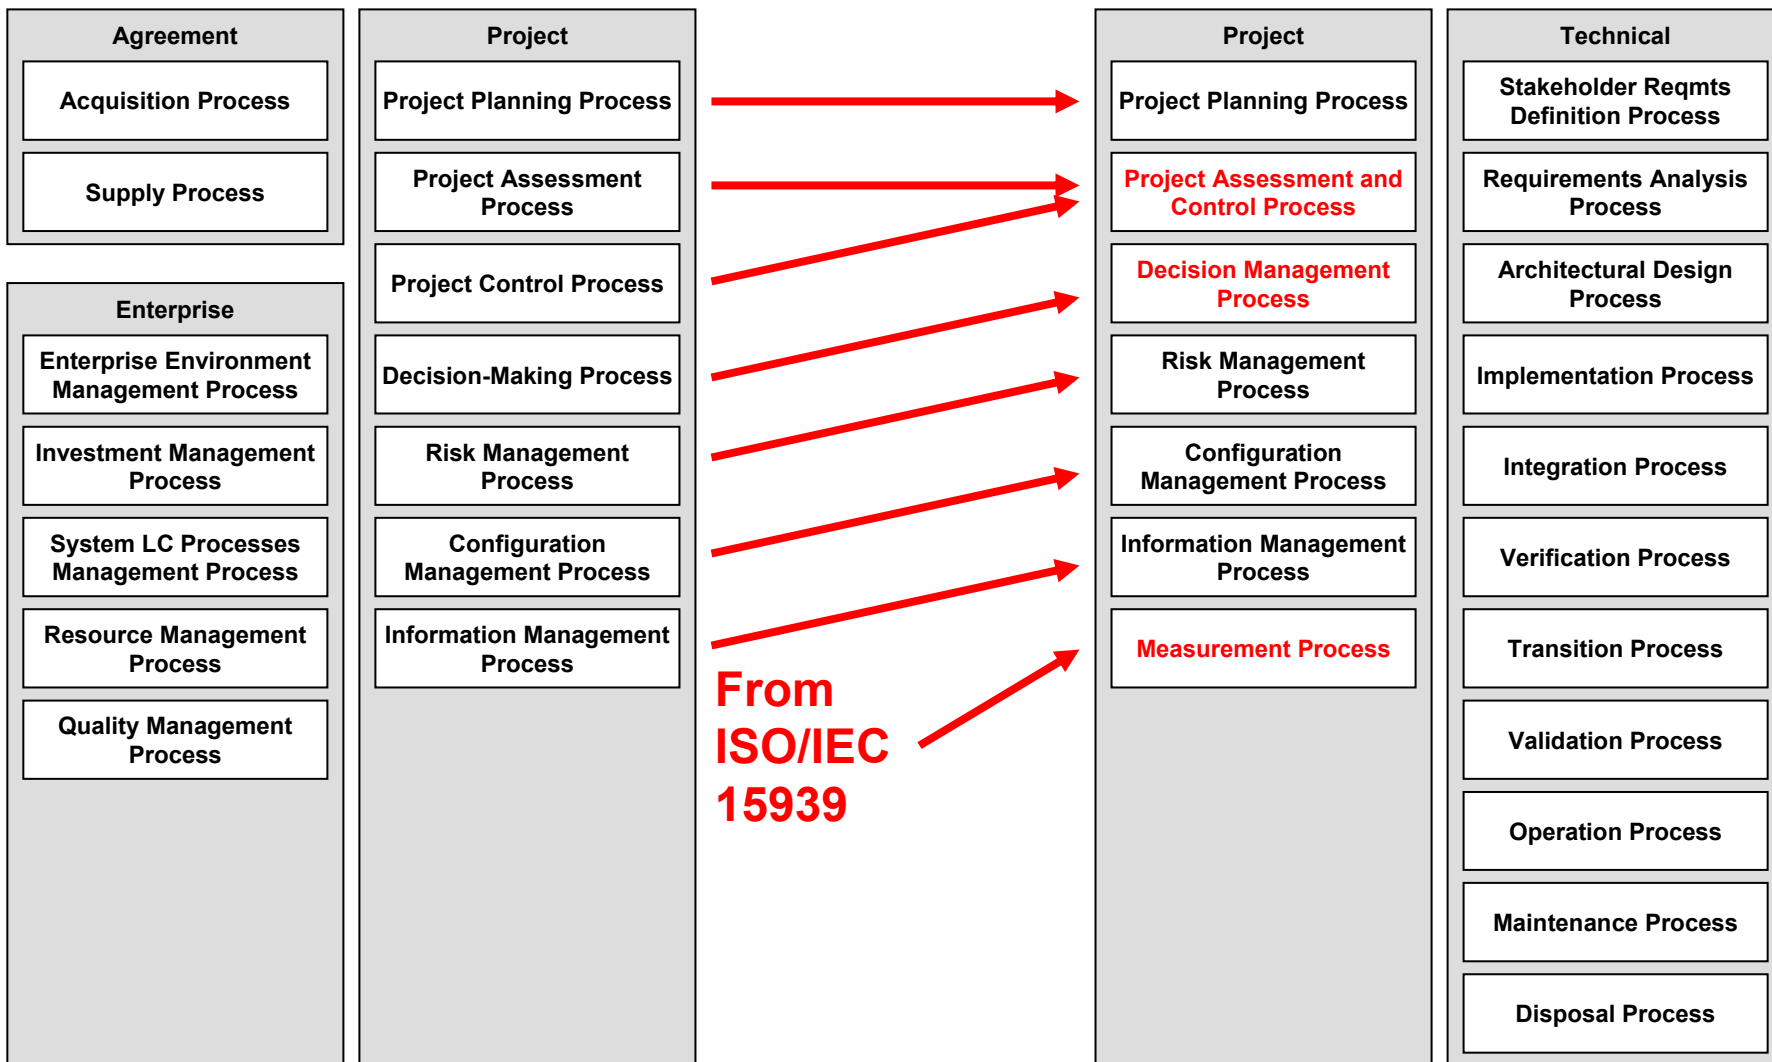 Agreement
Acquisition Process
Supply Process
Enterprise
Enterprise Environment
Management Process
Investment Management
Process
System LC Processes
Management Process
Resource Management
Process
Quality Management
Process
Project
Project Planning Process
Project Assessment
Process
Project Control Process
Decision-Making Process
Risk Management
Process
Configuration
Management Process
Information Management
Process
From
ISO/IEC
15939
Project
Project Planning Process
Project Assessment and
Control Process
Decision Management
Process
Risk Management
Process
Configuration
Management Process
Information Management
Process
Measurement Process
Technical
Stakeholder Reqmts
Definition Process
Requirements Analysis
Process
Architectural Design
Process
Implementation Process
Integration Process
Verification Process
Transition Process
Validation Process
Operation Process
Maintenance Process
Disposal Process